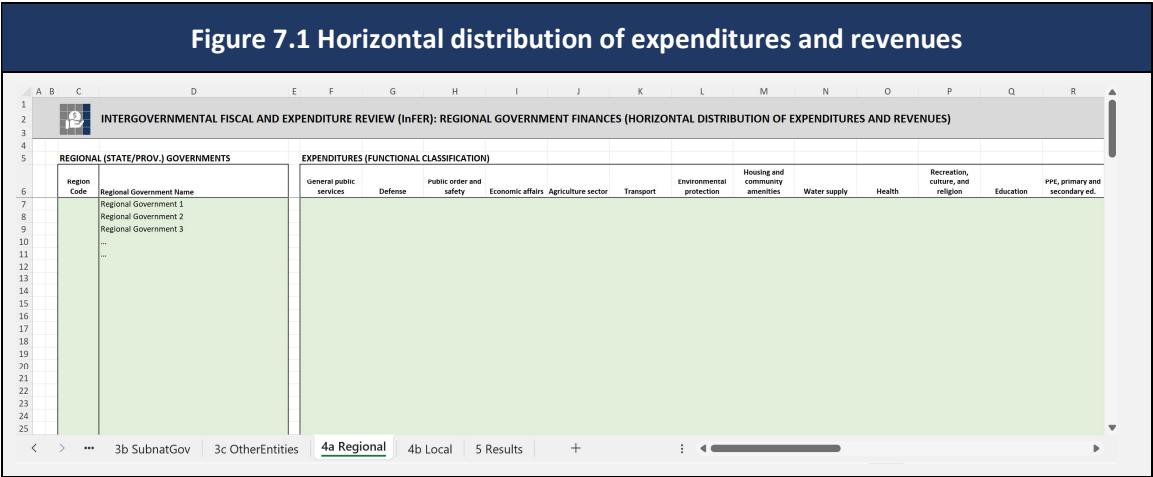 Figure 7.1 Horizontal distribution of expenditures and revenues
A B C D E F G H I J K L M N O P Q R
1
2 INTERGOVERNMENTAL FISCAL AND EXPENDITURE REVIEW (InFER): REGIONAL GOVERNMENT FINANCES (HORIZONTAL DISTRIBUTION OF EXPENDITURES AND REVENUES)
3
4
5 REGIONAL (STATE/PROV.) GOVERNMENTS EXPENDITURES (FUNCTIONAL CLASSIFICATION)
6 Region Code Regional Government Name General public services Defense Public order and safety Economic affairs Agriculture sector Transport Environmental protection Housing and community amenities Water supply Health Recreation, culture, and religion Education PPE, primary and secondary ed.
7 Regional Government 1
8 Regional Government 2
9 Regional Government 3
10 ...
11 ...
12
13
14
15
16
17
18
19
20
21
22
23
24
25
3b SubnatGov 3c OtherEntities 4a Regional 4b Local 5 Results